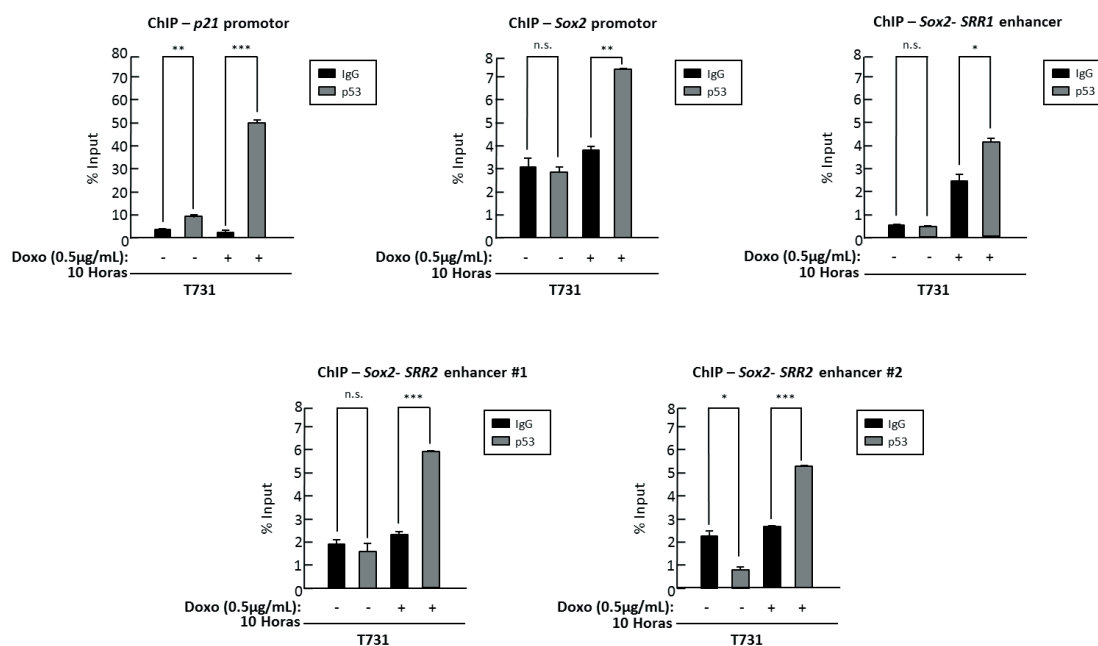 ChIP – p21 promotor
** ***
80
70
60
50
40
30
20
10
0
% Input
IgG
p53
Doxo (0.5µg/mL): - - + +
10 Horas
T731
ChIP – Sox2 promotor
n.s. **
8
7
6
5
4
3
2
1
0
% Input
IgG
p53
Doxo (0.5µg/mL): - - + +
10 Horas
T731
ChIP – Sox2- SRR1 enhancer
n.s. *
8
7
6
5
4
3
2
1
0
% Input
IgG
p53
Doxo (0.5µg/mL): - - + +
10 Horas
T731
ChIP – Sox2- SRR2 enhancer #1
n.s. ***
8
7
6
5
4
3
2
1
0
% Input
IgG
p53
Doxo (0.5µg/mL): - - + +
10 Horas
T731
ChIP – Sox2- SRR2 enhancer #2
* ***
8
7
6
5
4
3
2
1
0
% Input
IgG
p53
Doxo (0.5µg/mL): - - + +
10 Horas
T731